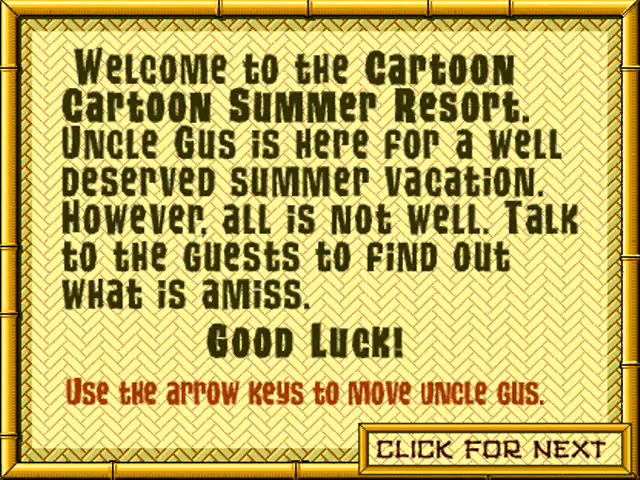 Welcome to the Cartoon
Cartoon Summer Resort.
Uncle Gus is here for a well
deserved summer vacation.
However, all is not well. Talk
to the guests to find out
what is amiss.
Good Luck!
Use the arrow keys to move uncle gus.
CLICK FOR NEXT